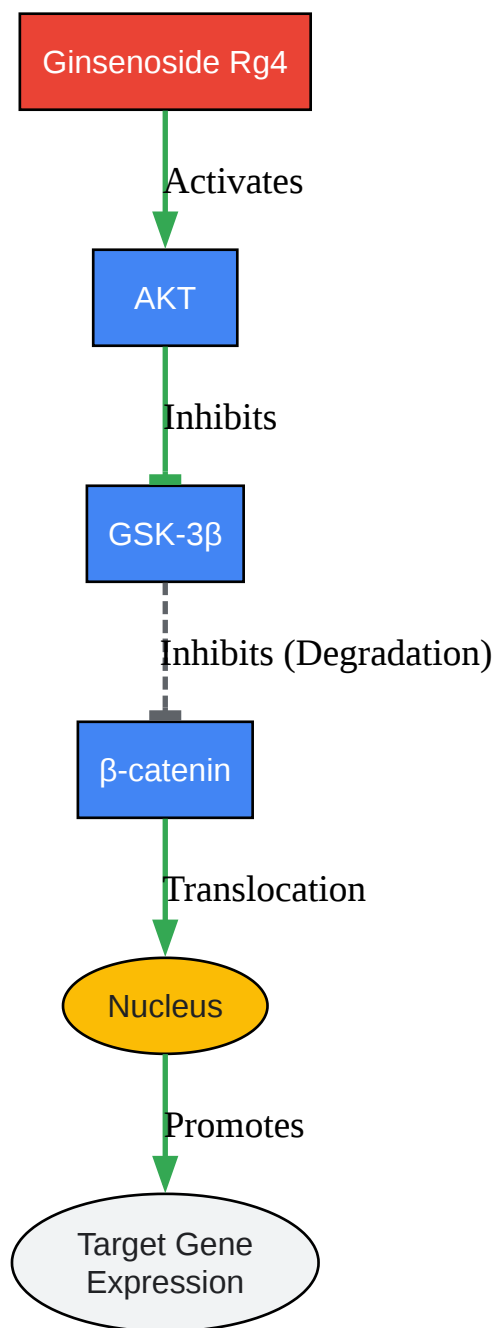 Ginsenoside Rg4
Activates
AKT
Inhibits
GSK-3β
Inhibits (Degradation)
β-catenin
Translocation
Nucleus
Promotes
Target Gene
Expression